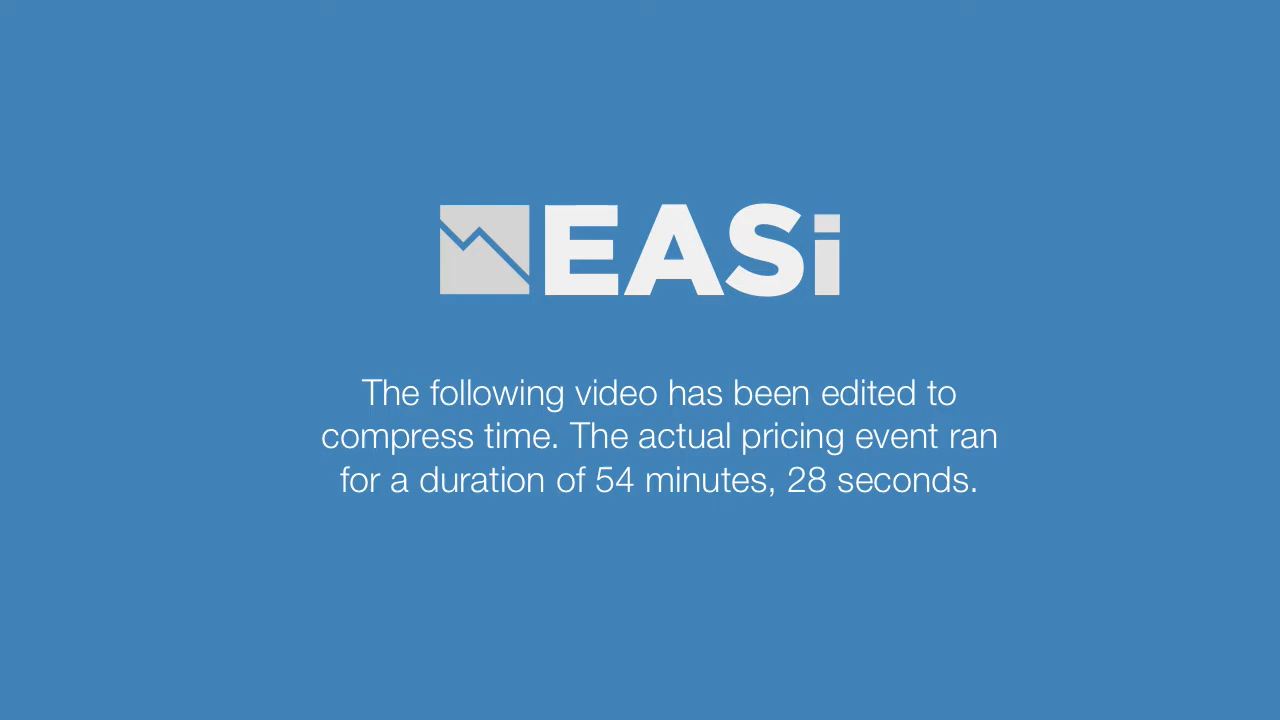 EASi
The following video has been edited to
compress time. The actual pricing event ran
for a duration of 54 minutes, 28 seconds.